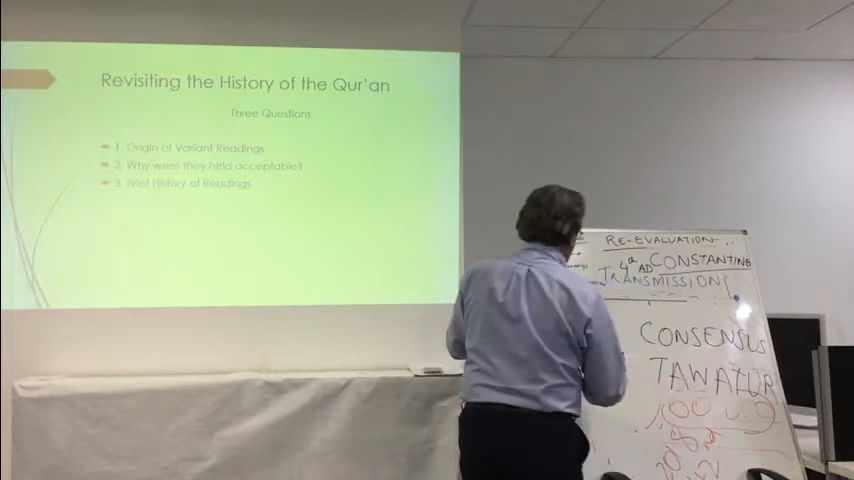 Revisiting the History of the Qur'an
Three Questions
1. Origin of Variant Readings
2. Why were they held acceptable?
3. Brief History of Readings
RE-EVALUATION
4th AD CONSTANTINE
TRANSMISSION
CONSENSUS
TAWATUR